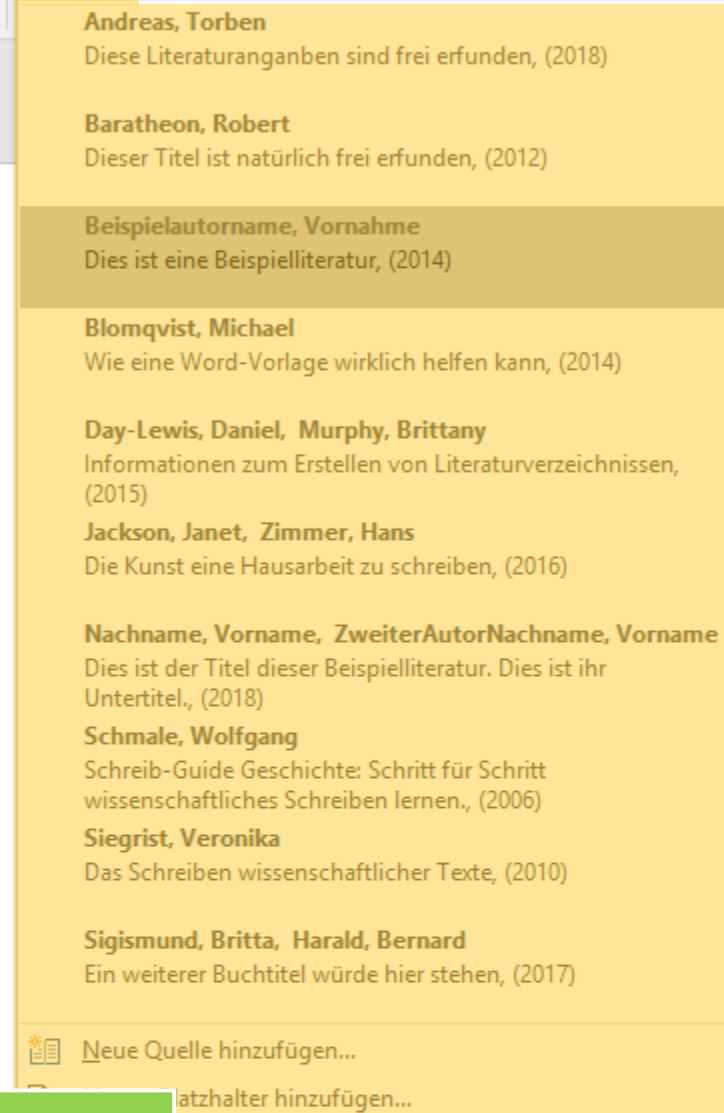 Andreas, Torben
Diese Literaturanganben sind frei erfunden, (2018)
Baratheon, Robert
Dieser Titel ist natürlich frei erfunden, (2012)
Beispielautorname, Vornahme
Dies ist eine Beispielliteratur, (2014)
Blomqvist, Michael
Wie eine Word-Vorlage wirklich helfen kann, (2014)
Day-Lewis, Daniel,  Murphy, Brittany
Informationen zum Erstellen von Literaturverzeichnissen,
(2015)
Jackson, Janet,  Zimmer, Hans
Die Kunst eine Hausarbeit zu schreiben, (2016)
Nachname, Vorname,  ZweiterAutorNachname, Vorname
Dies ist der Titel dieser Beispielliteratur. Dies ist ihr
Untertitel., (2018)
Schmale, Wolfgang
Schreib-Guide Geschichte: Schritt für Schritt
wissenschaftliches Schreiben lernen., (2006)
Siegrist, Veronika
Das Schreiben wissenschaftlicher Texte, (2010)
Sigismund, Britta,  Harald, Bernard
Ein weiterer Buchtitel würde hier stehen, (2017)
Neue Quelle hinzufügen...
latzhalter hinzufügen...